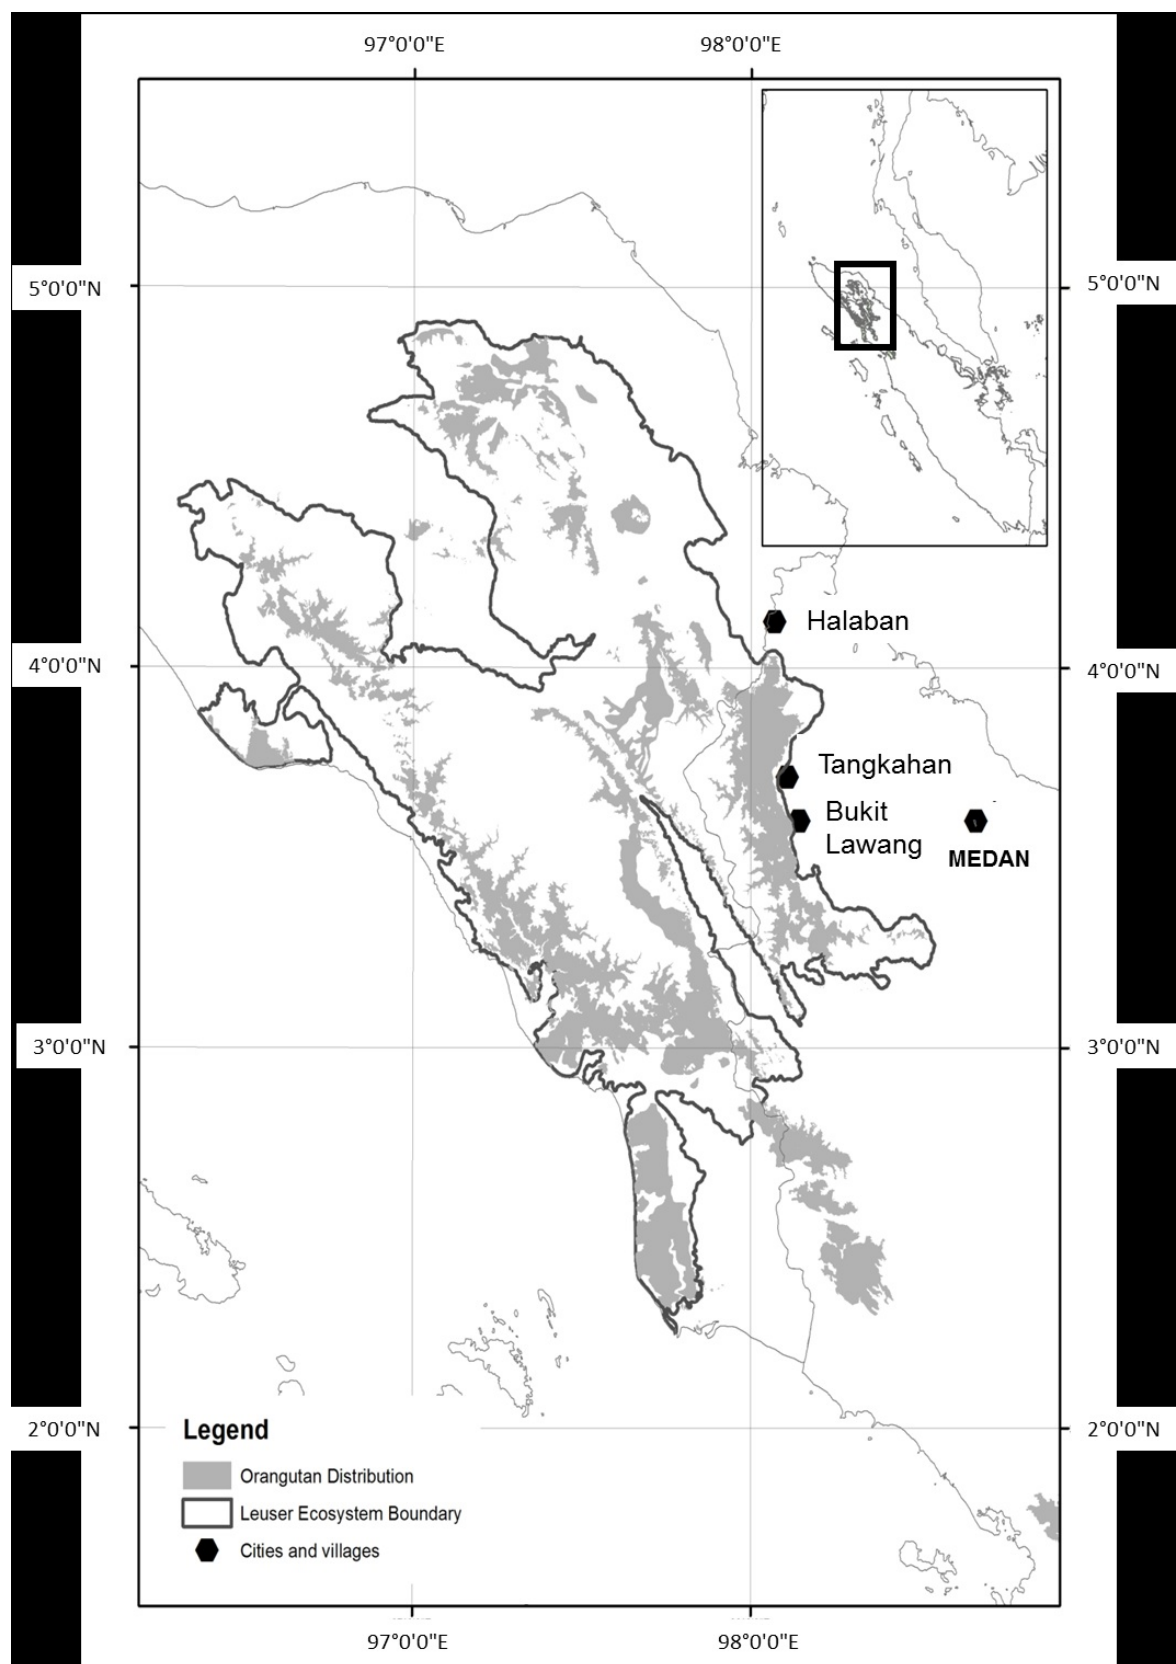 97°0'0"E 98°0'0"E
5°0'0"N 5°0'0"N
Halaban
4°0'0"N 4°0'0"N
Tangkahan
Bukit
Lawang
MEDAN
3°0'0"N 3°0'0"N
2°0'0"N 2°0'0"N
Legend
Orangutan Distribution
Leuser Ecosystem Boundary
Cities and villages
97°0'0"E 98°0'0"E